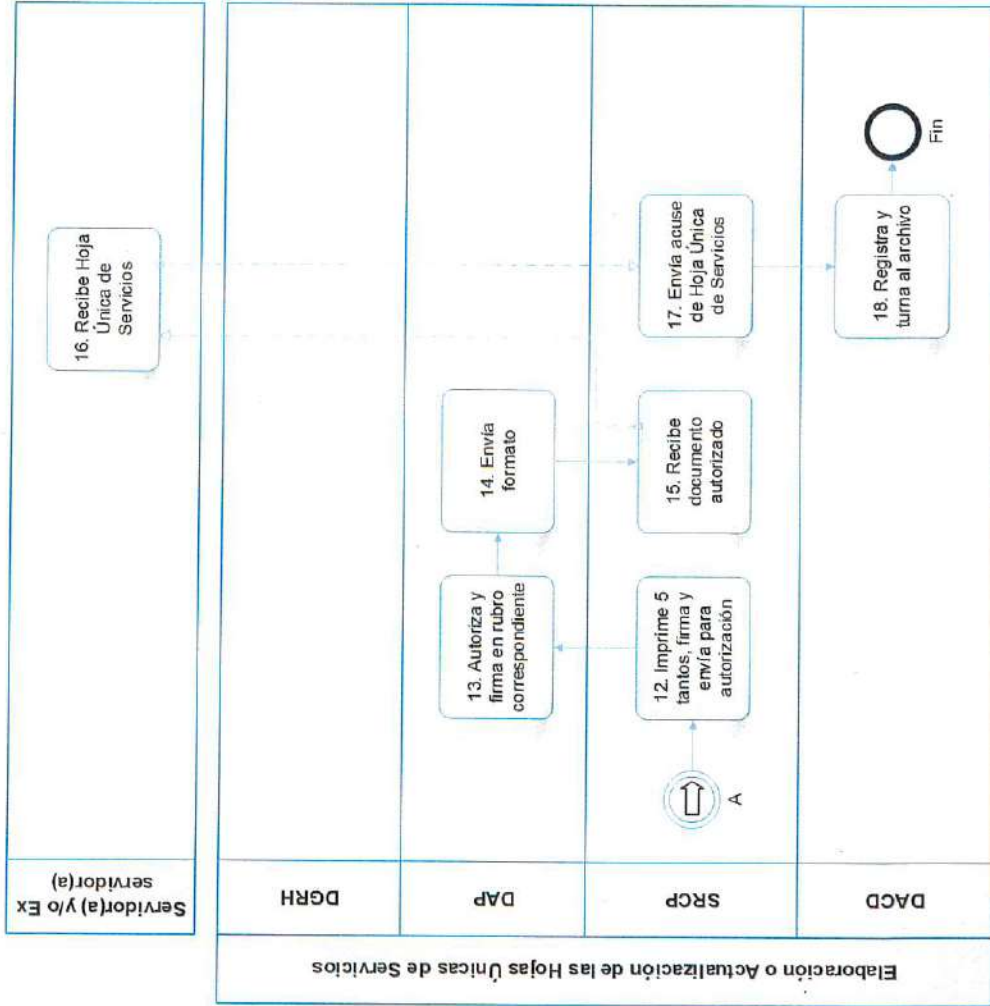 Servidor(a) y/o Ex
servidor(a)
16. Recibe Hoja
Única de
Servicios
Elaboración o Actualización de las Hojas Únicas de Servicios
DGRH
DAP
13. Autoriza y
firma en rubro
correspondiente
14. Envía
formato
SRCP
A
12. Imprime 5
tantos, firma y
envía para
autorización
15. Recibe
documento
autorizado
17. Envía acuse
de Hoja Única
de Servicios
DACD
18. Registra y
turna al archivo
Fin